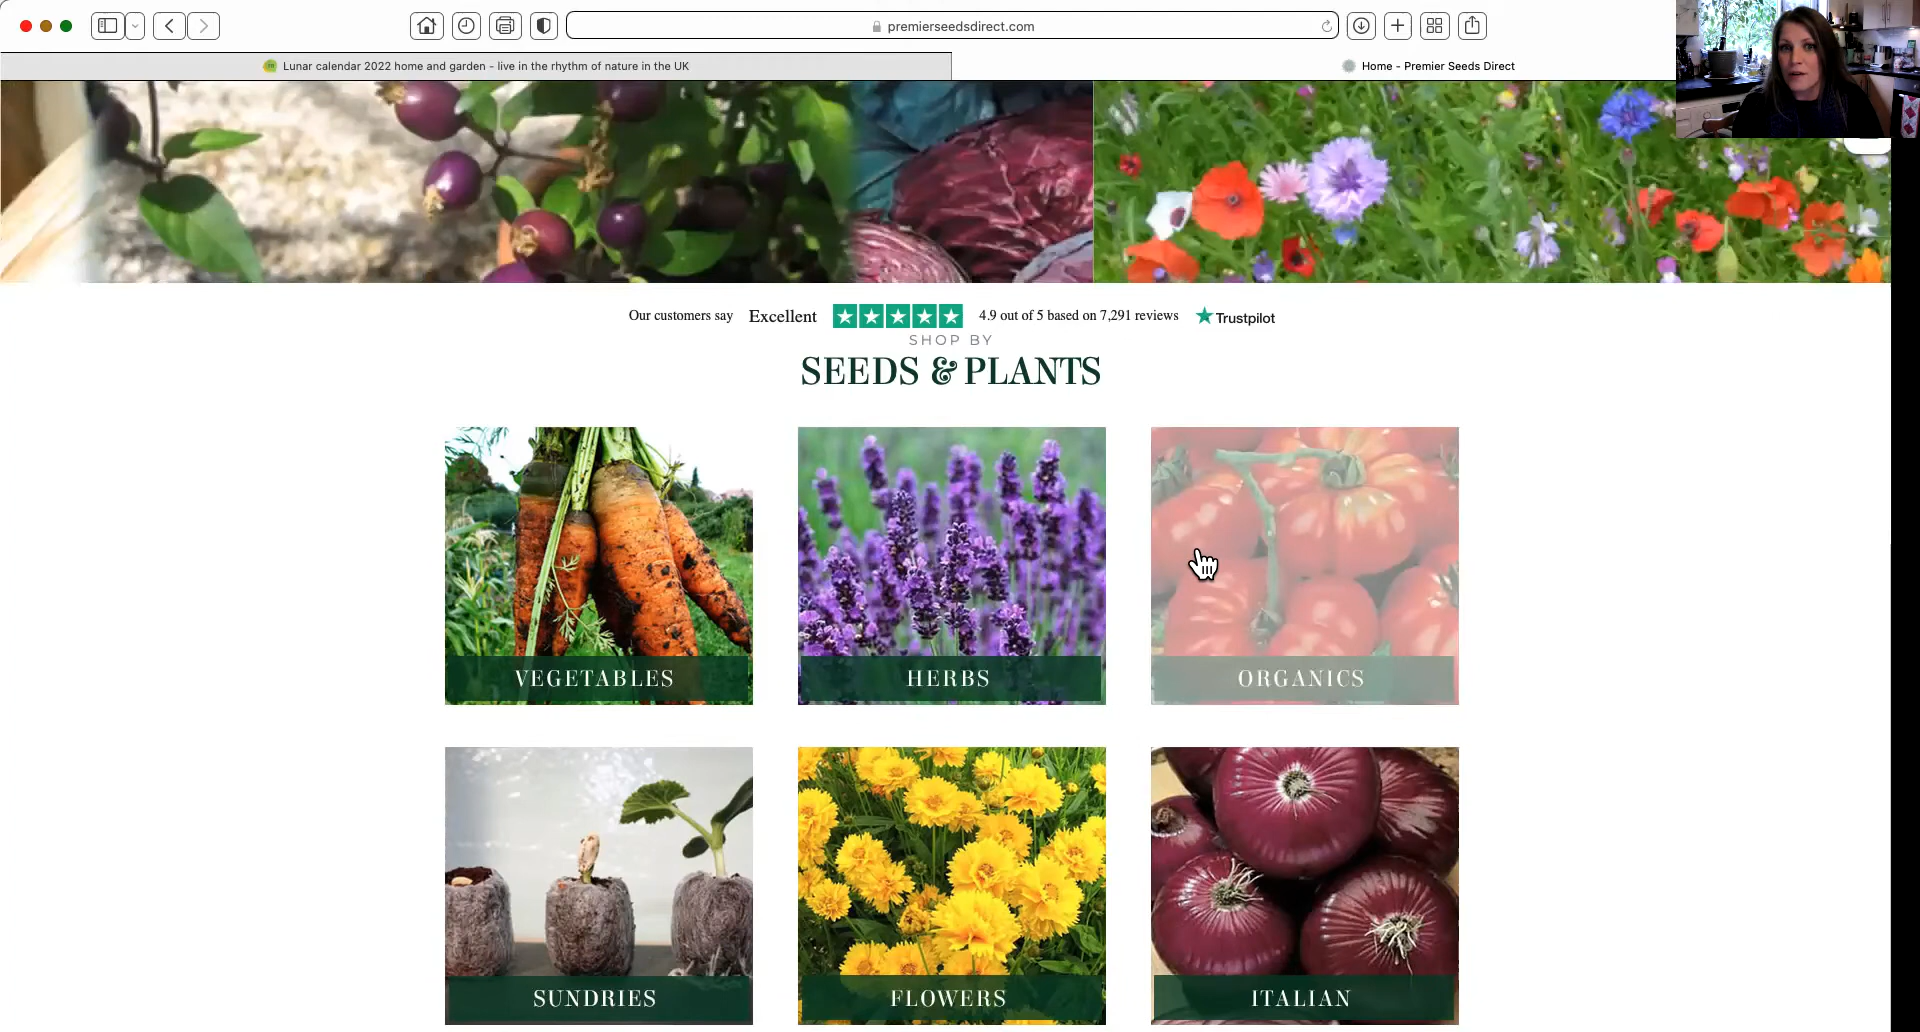 premierseedsdirect.com
Lunar calendar 2022 home and garden - live in the rhythm of nature in the UK
Home - Premier Seeds Direct
Our customers say Excellent 4.9 out of 5 based on 7,291 reviews Trustpilot
SHOP BY
SEEDS & PLANTS
VEGETABLES
HERBS
ORGANICS
SUNDRIES
FLOWERS
ITALIAN